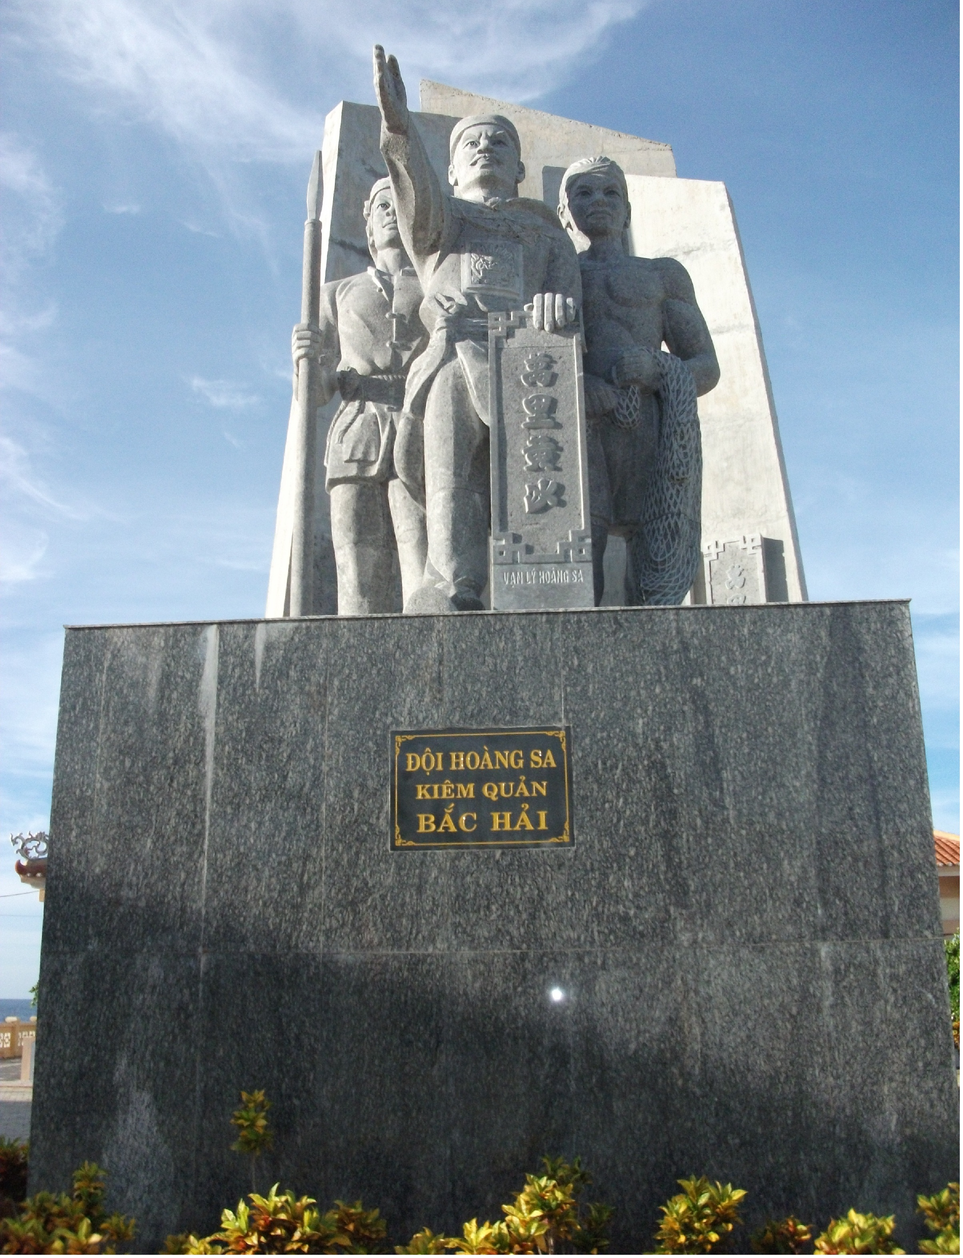 萬
里
黃
沙
VẠN LÝ HOÀNG SA
ĐỘI HOÀNG SA
KIÊM QUẢN
BẮC HẢI